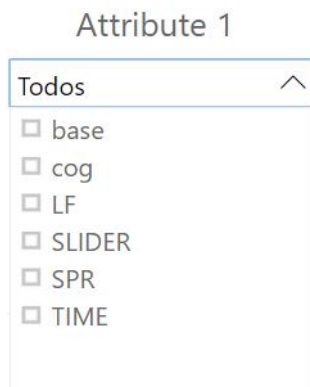 Attribute 1
Todos
base
cog
LF
SLIDER
SPR
TIME